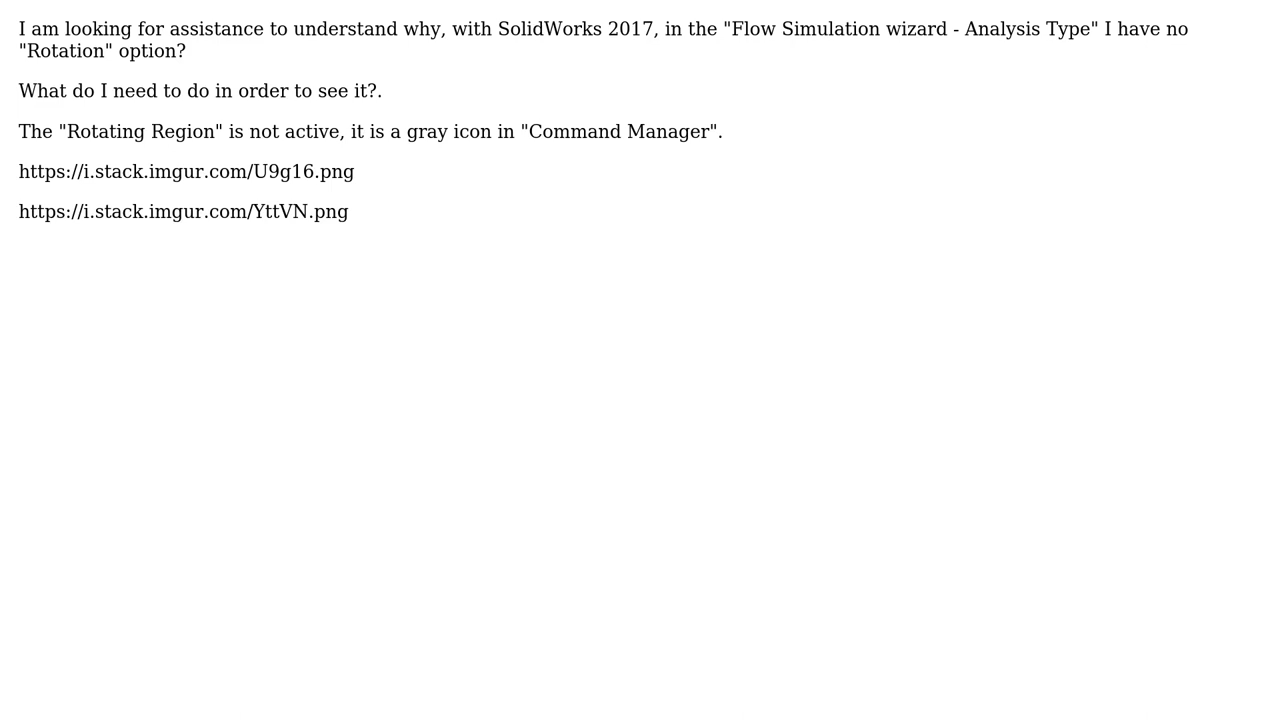 I am looking for assistance to understand why, with SolidWorks 2017, in the "Flow Simulation wizard - Analysis Type" I have no
"Rotation" option?
What do I need to do in order to see it?.
The "Rotating Region" is not active, it is a gray icon in "Command Manager".
https://i.stack.imgur.com/U9g16.png
https://i.stack.imgur.com/YttVN.png